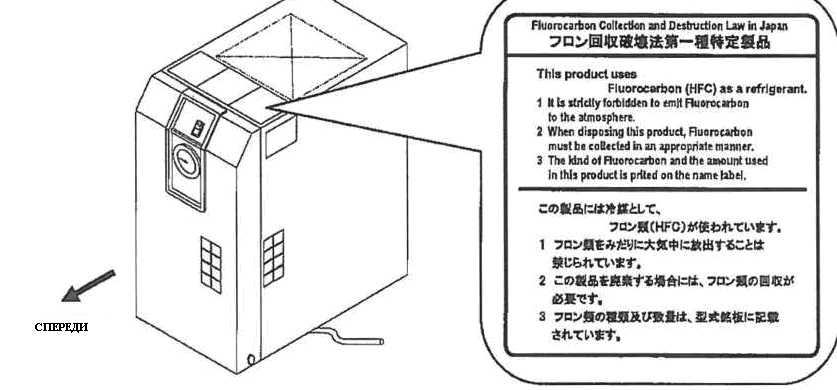 Fluorocarbon Collection and Destruction Law in Japan
フロン回収破壊法第一種特定製品
This product uses
Fluorocarbon (HFC) as a refrigerant.
1 It is strictly forbidden to emit Fluorocarbon
to the atmosphere.
2 When disposing this product, Fluorocarbon
must be collected in an appropriate manner.
3 The kind of Fluorocarbon and the amount used
in this product is prited on the name label.
この製品には冷媒として、
フロン類(HFC)が使われています。
1 フロン類をみだりに大気中に放出することは
禁じられています。
2 この製品を廃棄する場合には、フロン類の回収が
必要です。
3 フロン類の種類及び数量は、型式銘板に記載
されています。
СПЕРЕДИ